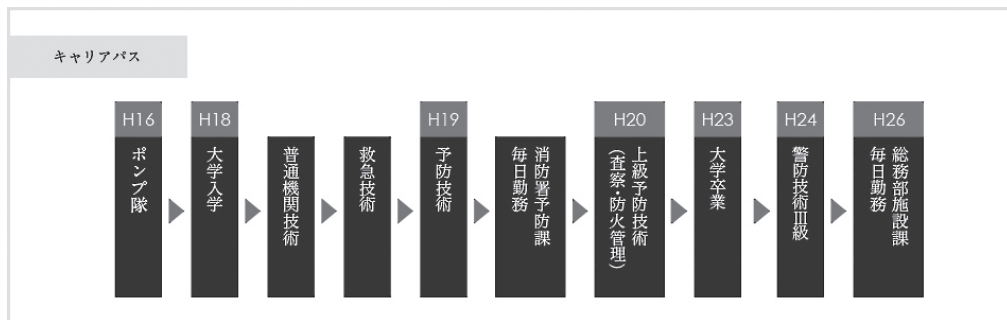 キャリアパス
H16
ポンプ隊
H18
大学入学
普通機関技術
救急技術
H19
予防技術
消防署予防課
毎日勤務
H20
上級予防技術
(査察・防火管理)
H23
大学卒業
H24
警防技術Ⅲ級
H26
総務部施設課
毎日勤務